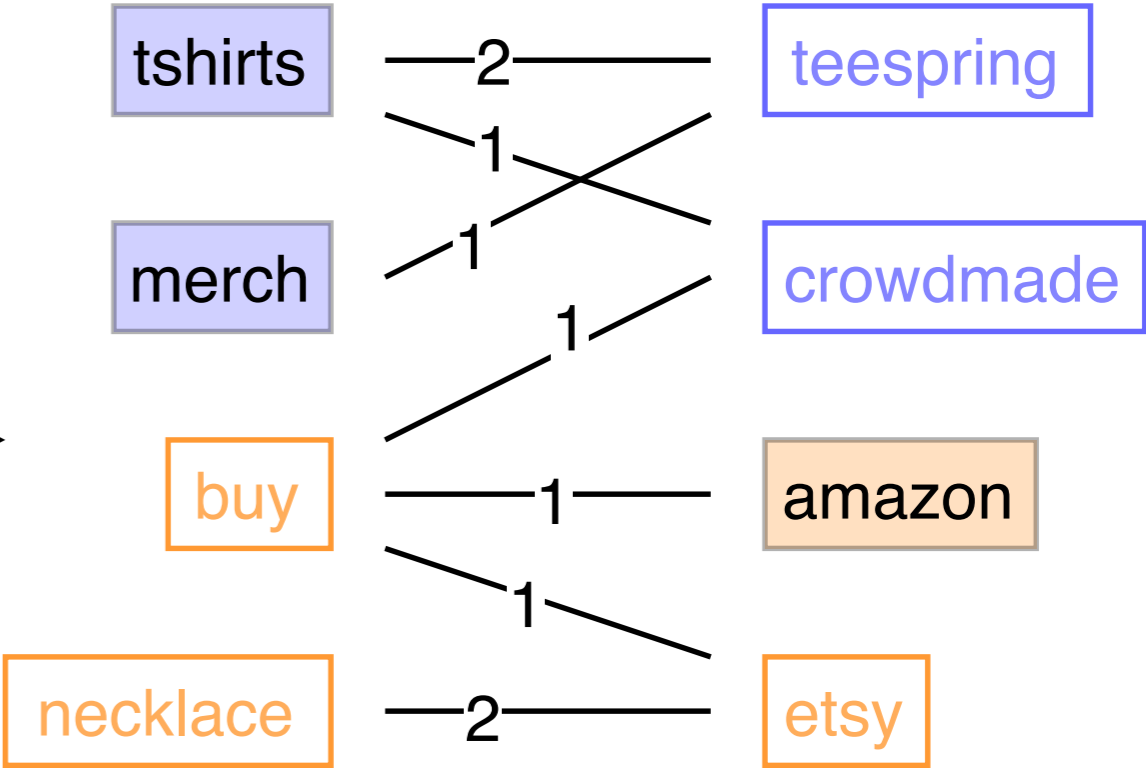 tshirts 2 teespring
1
merch 1 crowdmade
1
buy 1 amazon
1
necklace 2 etsy